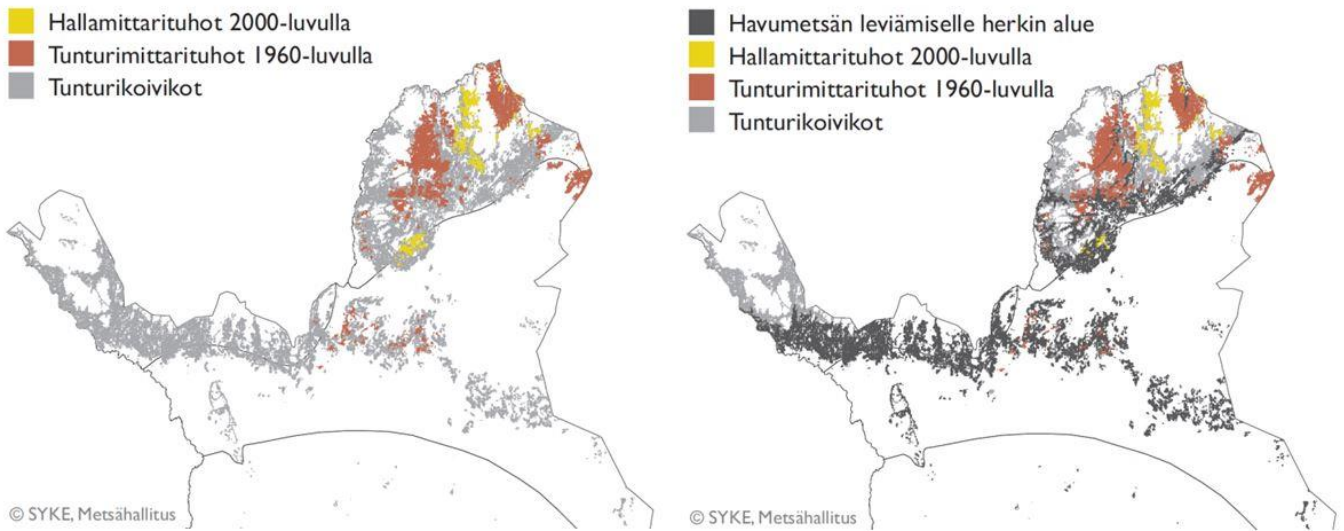 Hallamittarituhot 2000-luvulla
Tunturimittarituhot 1960-luvulla
Tunturikoivikot
© SYKE, Metsähallitus
Havumetsän leviämiselle herkin alue
Hallamittarituhot 2000-luvulla
Tunturimittarituhot 1960-luvulla
Tunturikoivikot
© SYKE, Metsähallitus